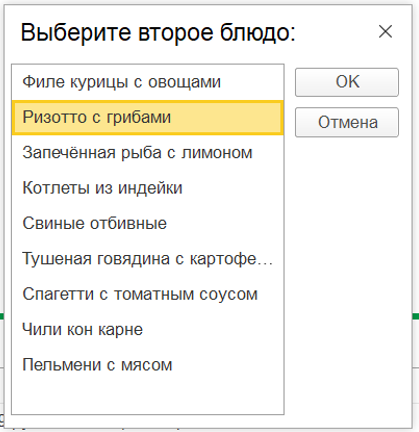 Выберите второе блюдо:
Филе курицы с овощами
OK
Ризотто с грибами
Отмена
Запечённая рыба с лимоном
Котлеты из индейки
Свиные отбивные
Тушеная говядина с картофе...
Спагетти с томатным соусом
Чили кон карне
Пельмени с мясом